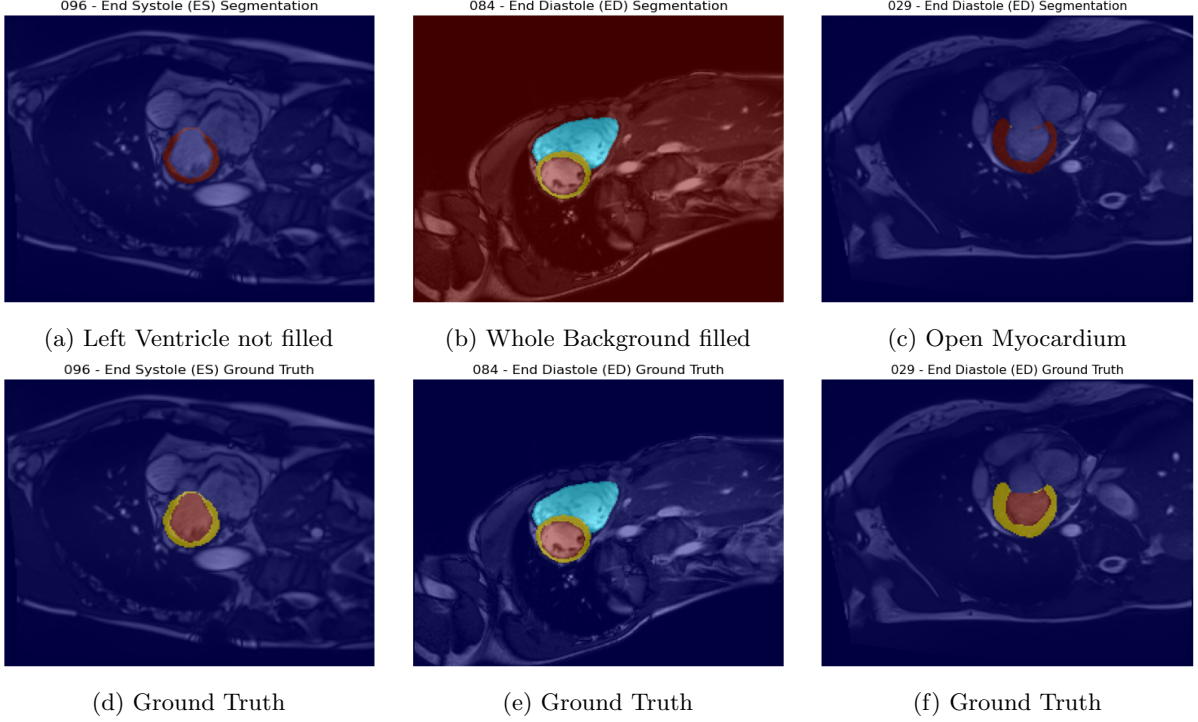 096 - End Systole (ES) Segmentation
084 - End Diastole (ED) Segmentation
029 - End Diastole (ED) Segmentation
(a) Left Ventricle not filled
(b) Whole Background filled
(c) Open Myocardium
096 - End Systole (ES) Ground Truth
084 - End Diastole (ED) Ground Truth
029 - End Diastole (ED) Ground Truth
(d) Ground Truth
(e) Ground Truth
(f) Ground Truth